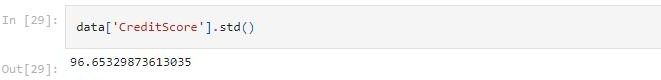 In [29]:
data['CreditScore'].std()
Out[29]:
96.65329873613035